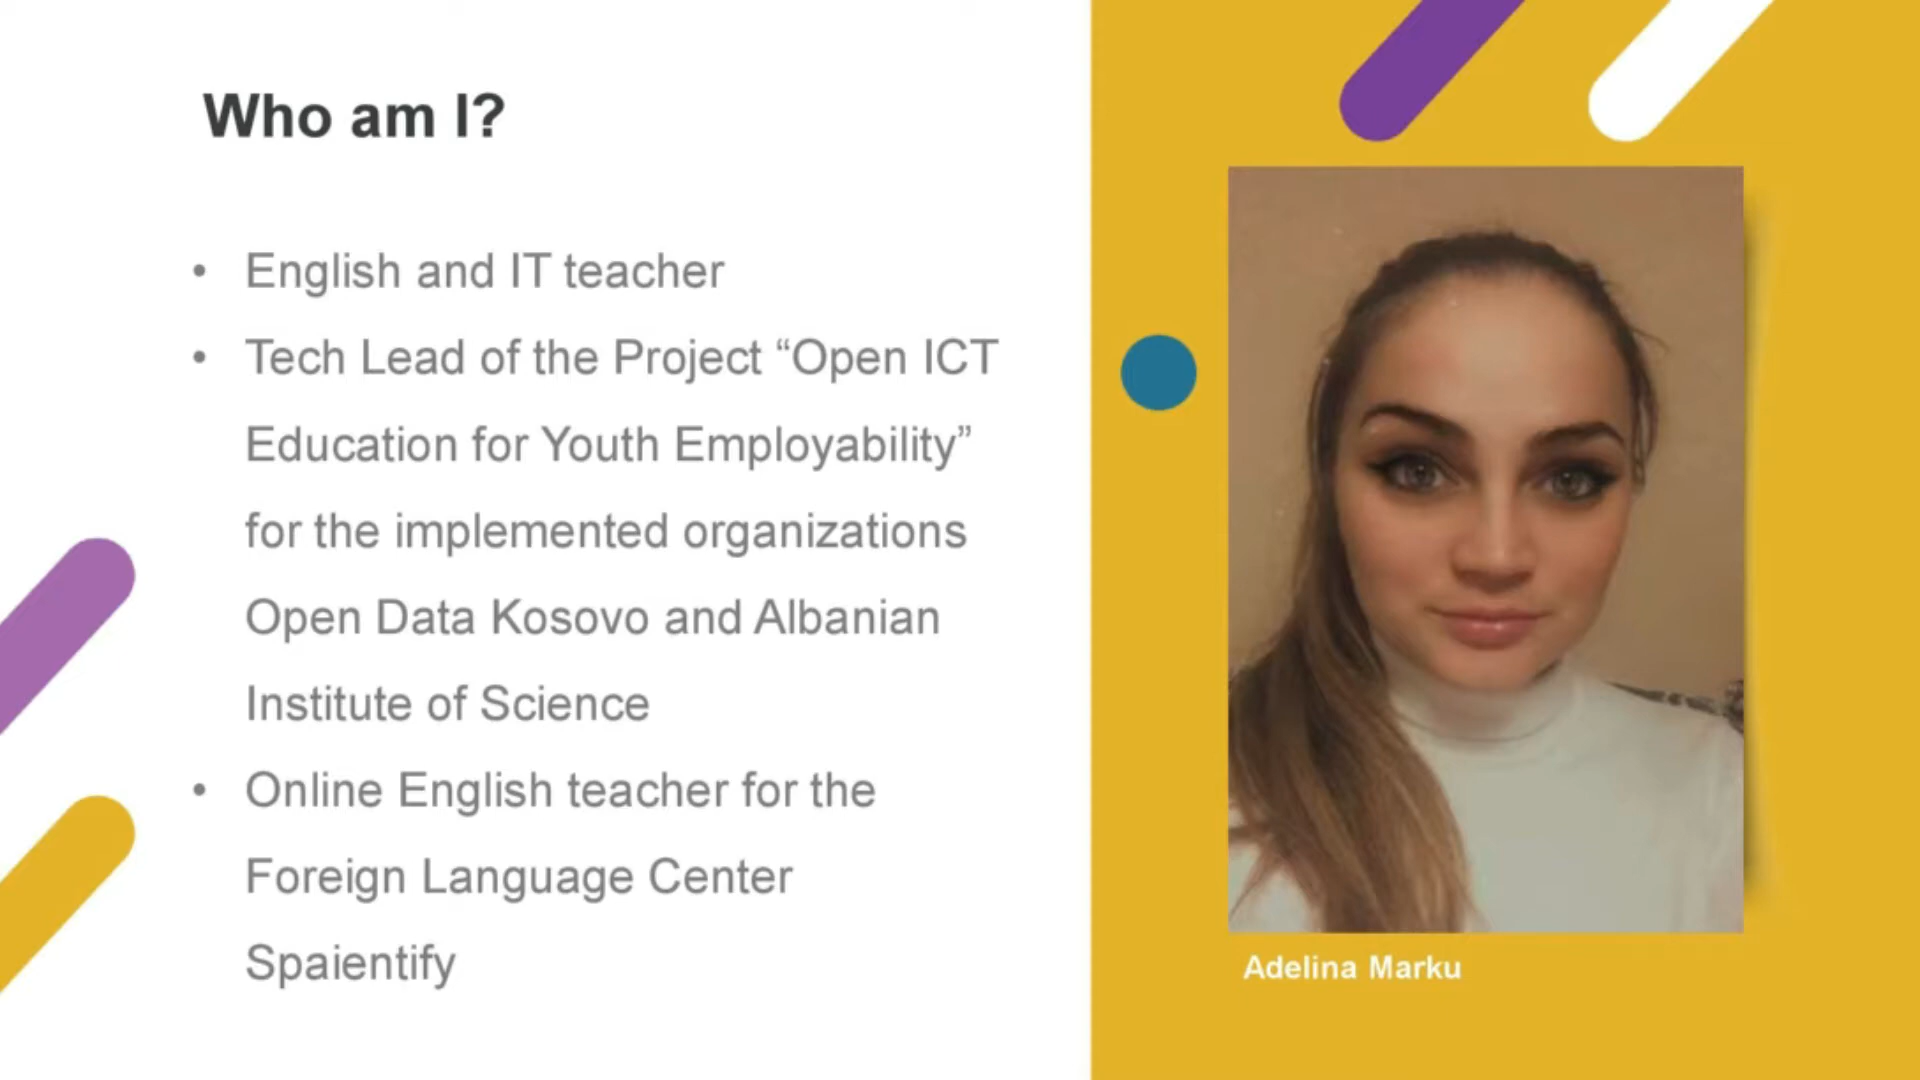 Who am I?
• English and IT teacher
• Tech Lead of the Project “Open ICT
Education for Youth Employability”
for the implemented organizations
Open Data Kosovo and Albanian
Institute of Science
• Online English teacher for the
Foreign Language Center
Spaientify
Adelina Marku